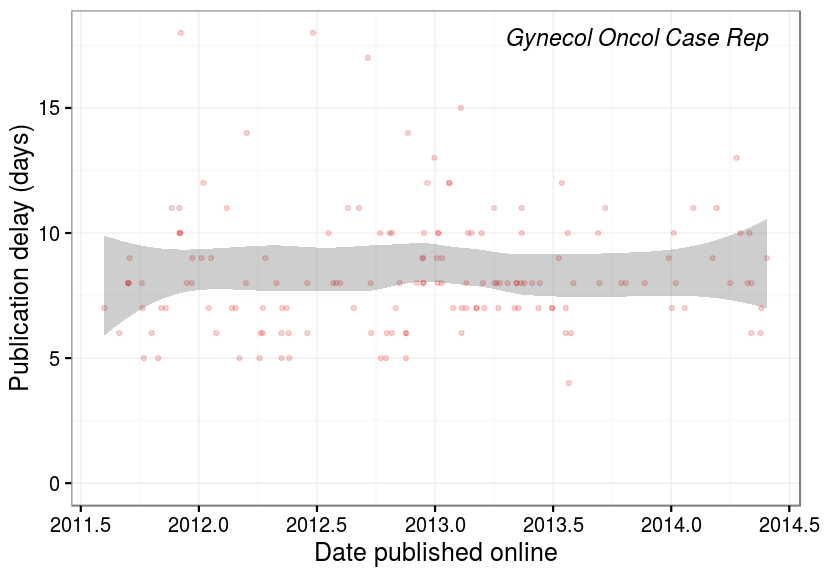 Gynecol Oncol Case Rep
Publication delay (days)
15
10
5
0
2011.5 2012.0 2012.5 2013.0 2013.5 2014.0 2014.5
Date published online